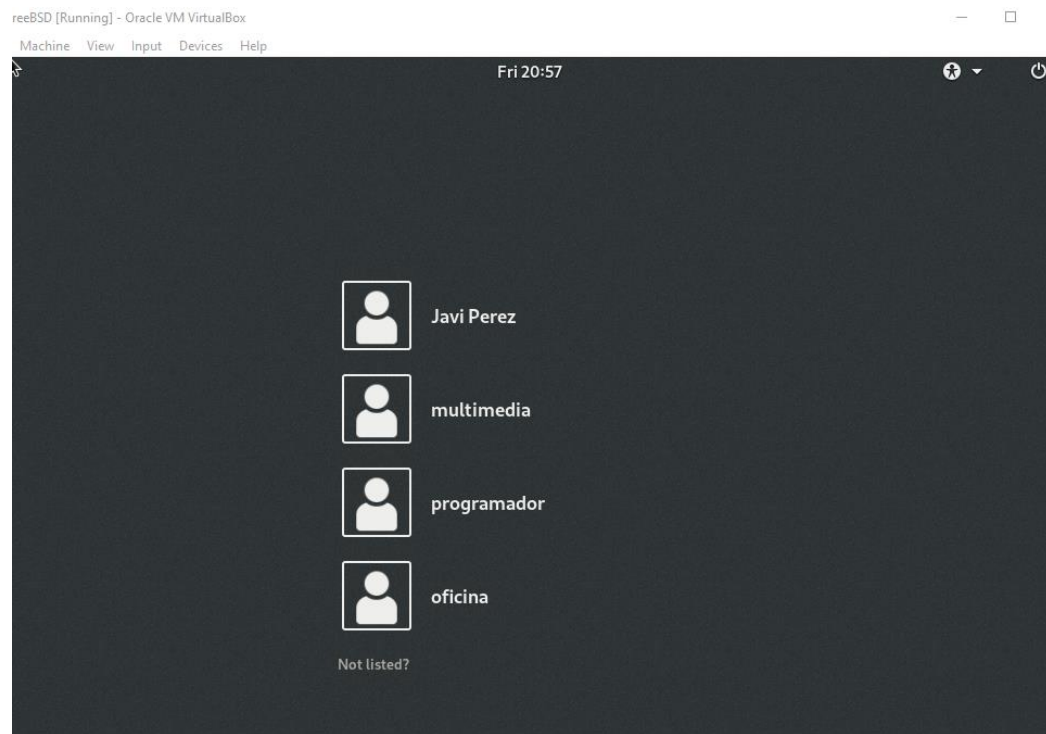 reeBSD [Running] - Oracle VM VirtualBox
Machine View Input Devices Help
Fri 20:57
Javi Perez
multimedia
programador
oficina
Not listed?